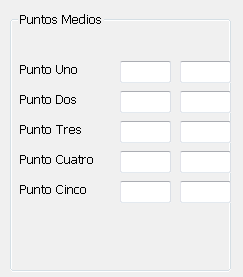 Puntos Medios
Punto Uno
Punto Dos
Punto Tres
Punto Cuatro
Punto Cinco